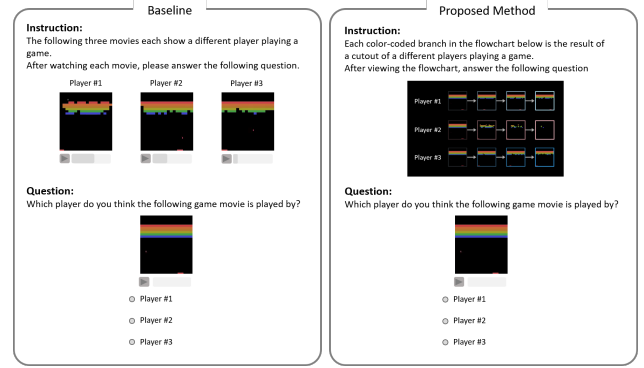 Baseline
Instruction:
The following three movies each show a different player playing a
game.
After watching each movie, please answer the following question.
Player #1
Player #2
Player #3
Question:
Which player do you think the following game movie is played by?
Player #1
Player #2
Player #3
Proposed Method
Instruction:
Each color-coded branch in the flowchart below is the result of
a cutout of a different players playing a game.
After viewing the flowchart, answer the following question
Player #1
Player #2
Player #3
Question:
Which player do you think the following game movie is played by?
Player #1
Player #2
Player #3